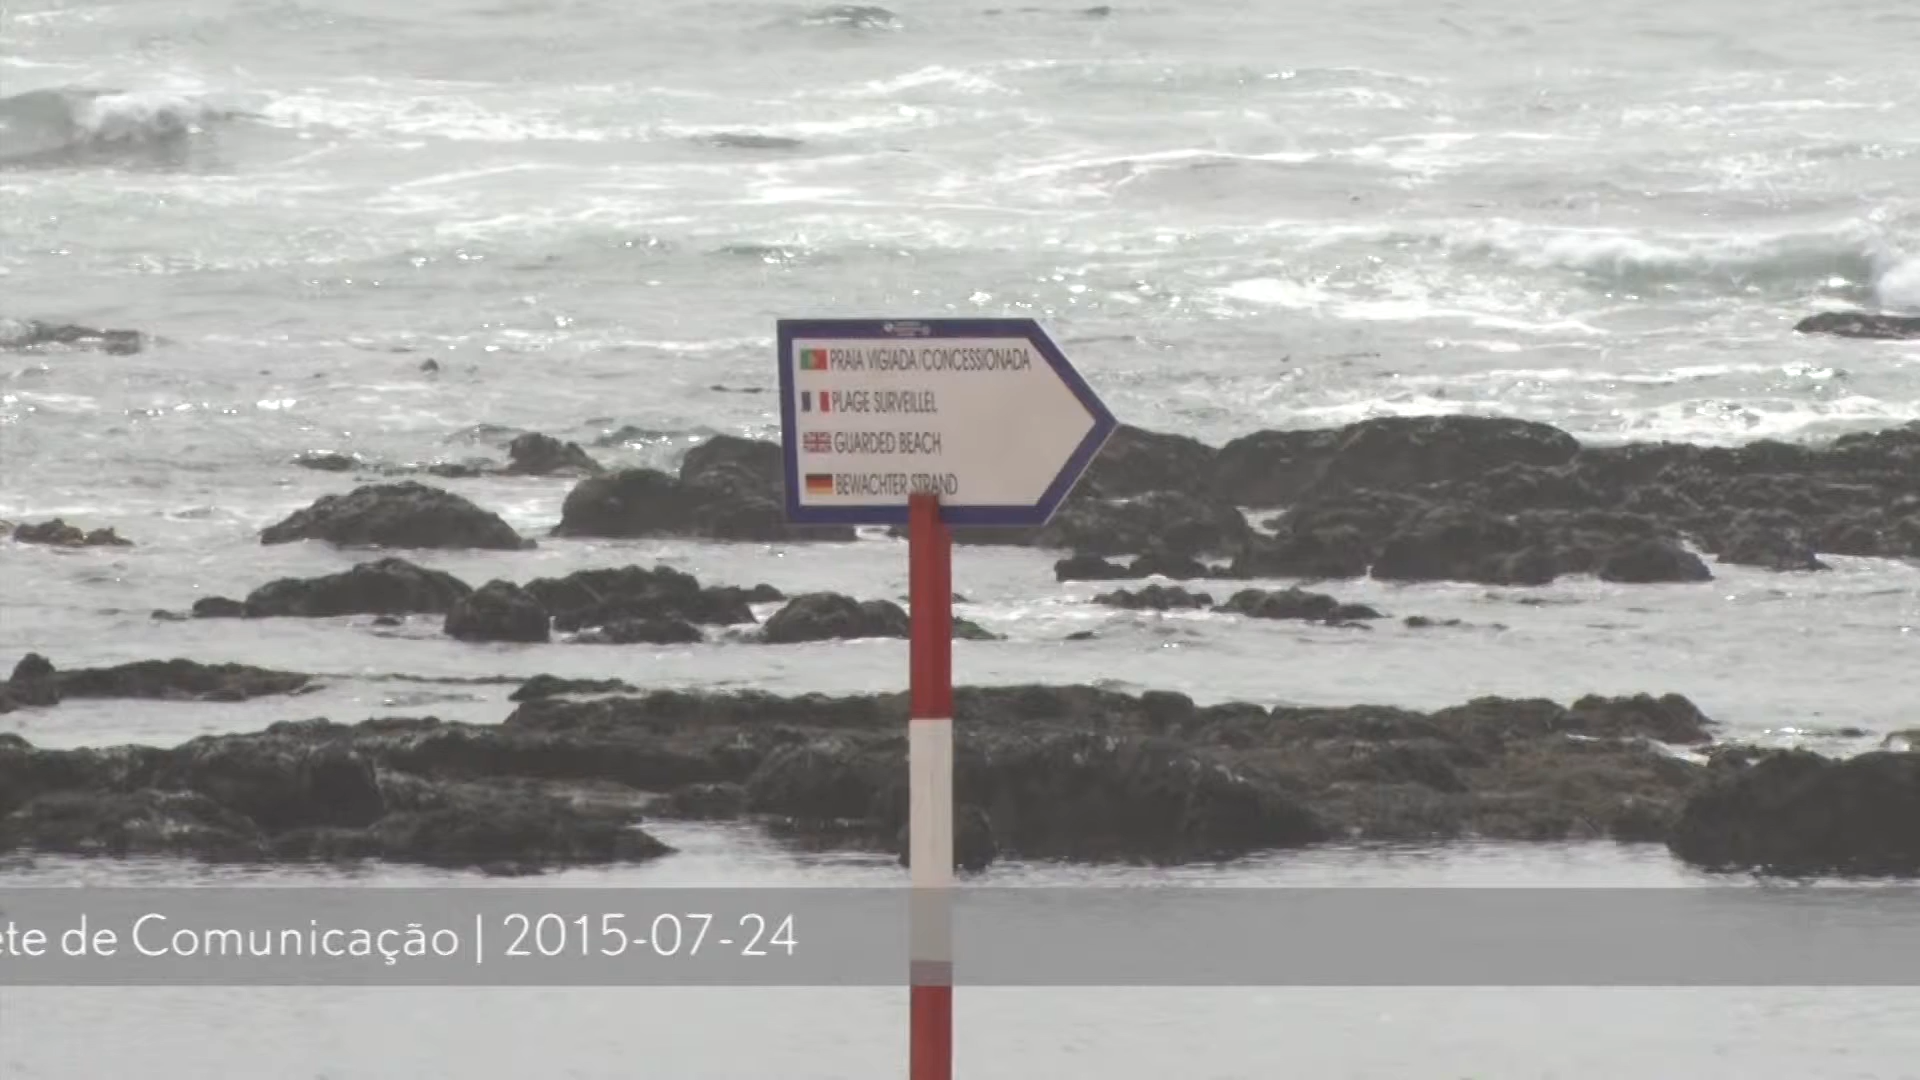 PRAIA VIGIADA/CONCESSIONADA
PLAGE SURVEILLEL
GUARDED BEACH
BEWACHTER STRAND
ete de Comunicação | 2015-07-24